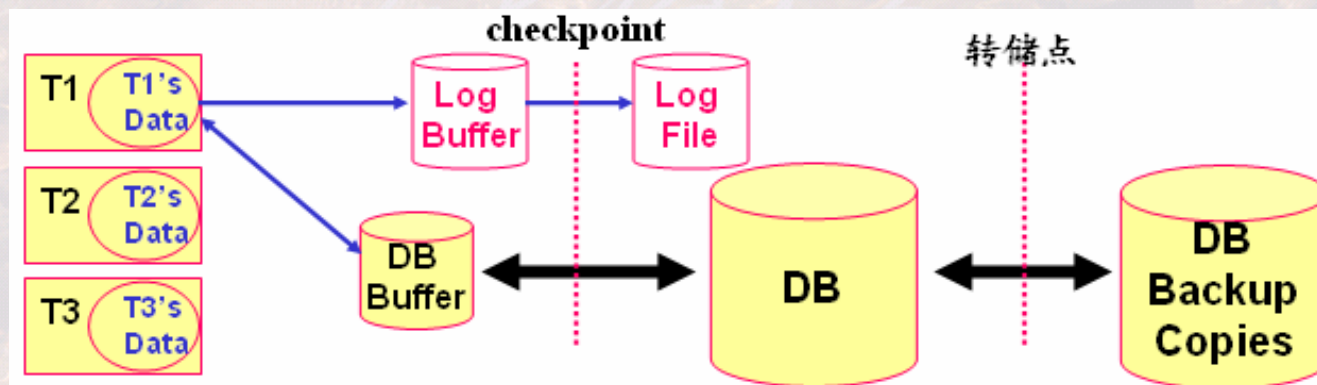 checkpoint
转储点
T1
T1's
Data
Log
Buffer
Log
File
T2
T2's
Data
DB
Buffer
DB
DB
Backup
Copies
T3
T3's
Data